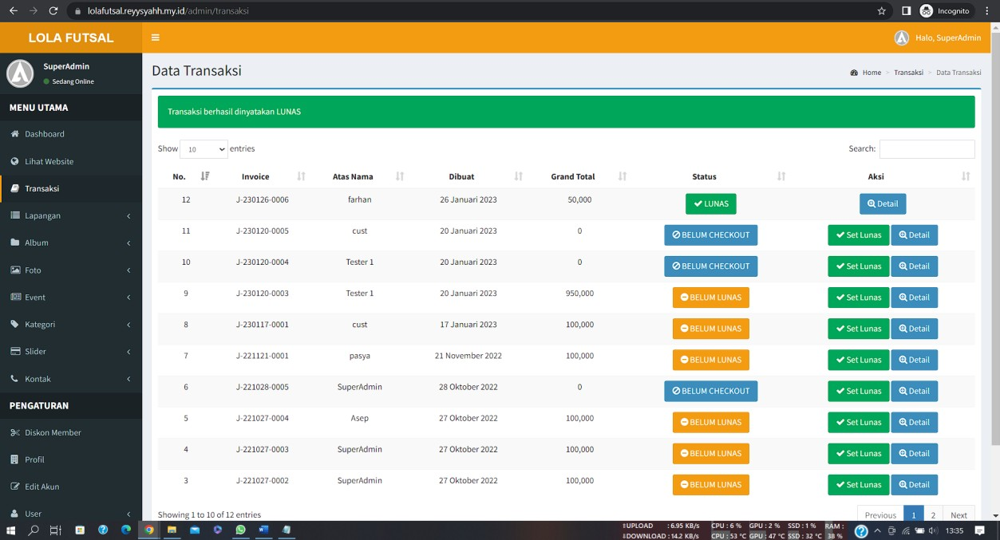 lolafutsal.reyysyahh.my.id/admin/transaksi
Incognito
LOLA FUTSAL
Halo, SuperAdmin
SuperAdmin
Sedang Online
Data Transaksi
Home > Transaksi > Data Transaksi
MENU UTAMA
Dashboard
Lihat Website
Transaksi
Lapangan
Album
Foto
Event
Kategori
Slider
Kontak
PENGATURAN
Diskon Member
Profil
Edit Akun
User
Transaksi berhasil dinyatakan LUNAS
Show 10 entries
Search:
No. Invoice Atas Nama Dibuat Grand Total Status Aksi
12 J-230126-0006 farhan 26 Januari 2023 50,000 LUNAS Detail
11 J-230120-0005 cust 20 Januari 2023 0 BELUM CHECKOUT Set Lunas Detail
10 J-230120-0004 Tester 1 20 Januari 2023 0 BELUM CHECKOUT Set Lunas Detail
9 J-230120-0003 Tester 1 20 Januari 2023 950,000 BELUM LUNAS Set Lunas Detail
8 J-230117-0001 cust 17 Januari 2023 100,000 BELUM LUNAS Set Lunas Detail
7 J-221121-0001 pasya 21 November 2022 100,000 BELUM LUNAS Set Lunas Detail
6 J-221028-0005 SuperAdmin 28 Oktober 2022 0 BELUM CHECKOUT Set Lunas Detail
5 J-221027-0004 Asep 27 Oktober 2022 100,000 BELUM LUNAS Set Lunas Detail
4 J-221027-0003 SuperAdmin 27 Oktober 2022 100,000 BELUM LUNAS Set Lunas Detail
3 J-221027-0002 SuperAdmin 27 Oktober 2022 100,000 BELUM LUNAS Set Lunas Detail
Showing 1 to 10 of 12 entries
Previous 1 2 Next
UPLOAD : 6.95 KB/s CPU : 6 % GPU : 2 % SSD : 1 % RAM :
DOWNLOAD : 14.2 KB/s CPU : 53 °C GPU : 47 °C SSD : 32 °C 38 %
13:35